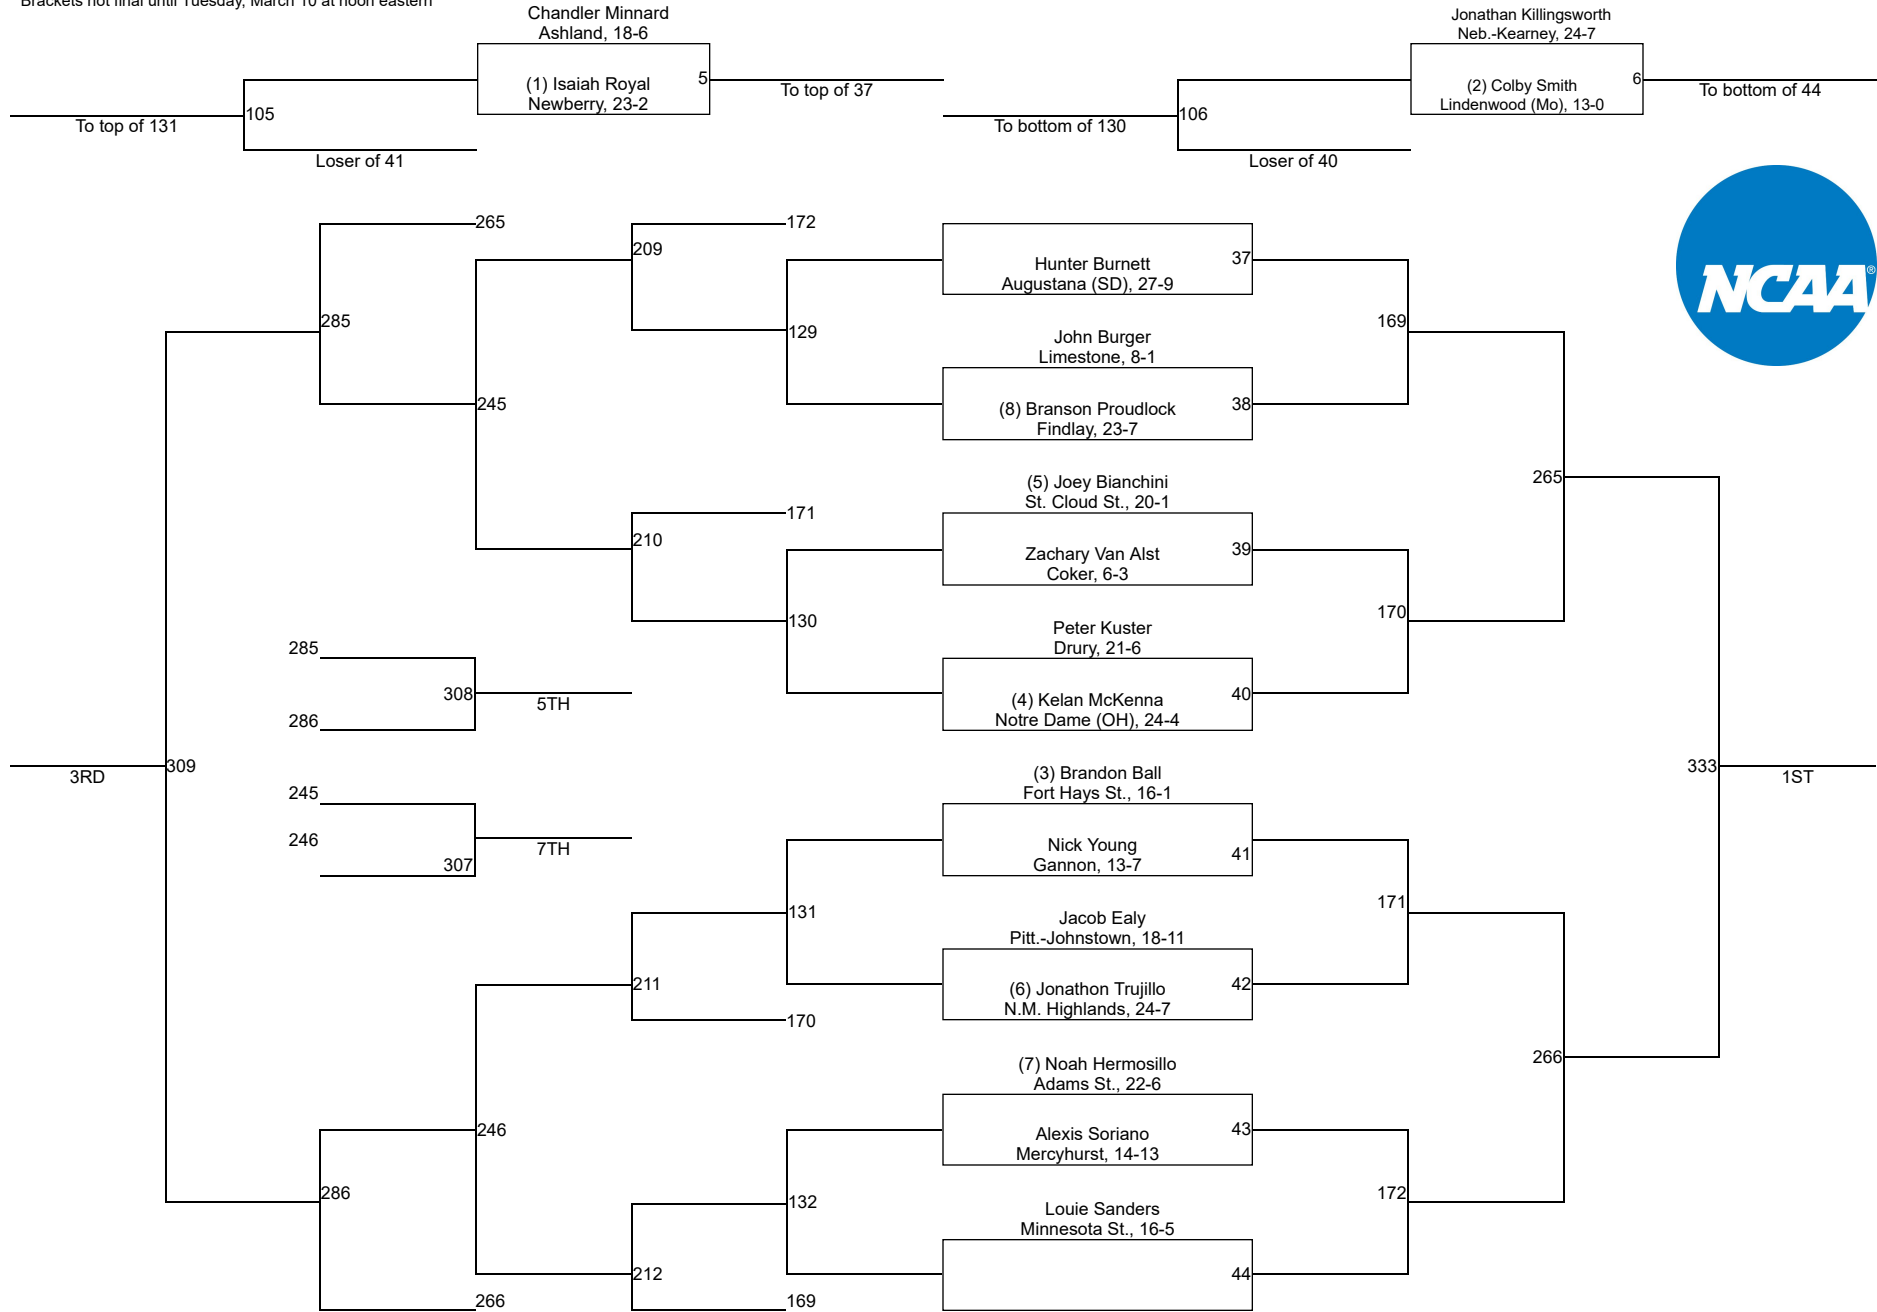 Brackets not final until Tuesday, March 10 at noon eastern
Chandler Minnard
Ashland, 18-6
(1) Isaiah Royal
Newberry, 23-2
5
To top of 37
105
To top of 131
Loser of 41
Jonathan Killingsworth
Neb.-Kearney, 24-7
(2) Colby Smith
Lindenwood (Mo), 13-0
6
To bottom of 44
106
To bottom of 130
Loser of 40
NCAA®
265
172
209
Hunter Burnett
Augustana (SD), 27-9
37
285
129
169
John Burger
Limestone, 8-1
(8) Branson Proudlock
Findlay, 23-7
38
245
(5) Joey Bianchini
St. Cloud St., 20-1
265
171
210
Zachary Van Alst
Coker, 6-3
39
130
170
Peter Kuster
Drury, 21-6
285
308
5TH
286
(4) Kelan McKenna
Notre Dame (OH), 24-4
40
3RD
309
(3) Brandon Ball
Fort Hays St., 16-1
333
1ST
245
246
7TH
307
Nick Young
Gannon, 13-7
41
131
171
Jacob Ealy
Pitt.-Johnstown, 18-11
211
(6) Jonathon Trujillo
N.M. Highlands, 24-7
42
170
(7) Noah Hermosillo
Adams St., 22-6
266
246
Alexis Soriano
Mercyhurst, 14-13
43
286
132
172
Louie Sanders
Minnesota St., 16-5
212
44
266
169